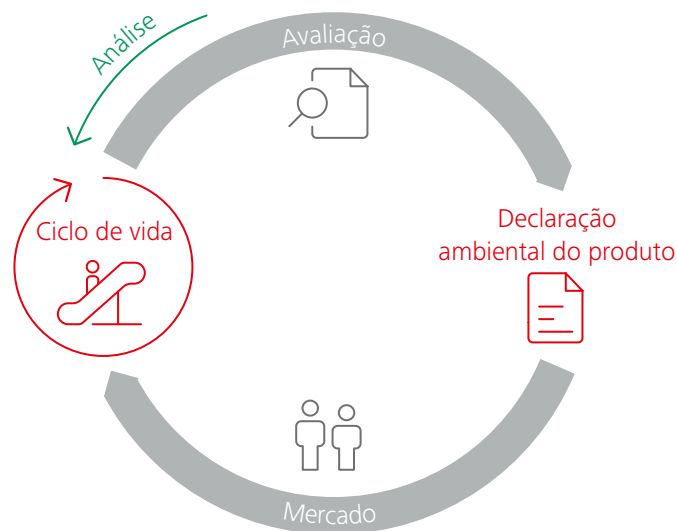 Análise
Avaliação
Ciclo de vida
Declaração
ambiental do produto
Mercado